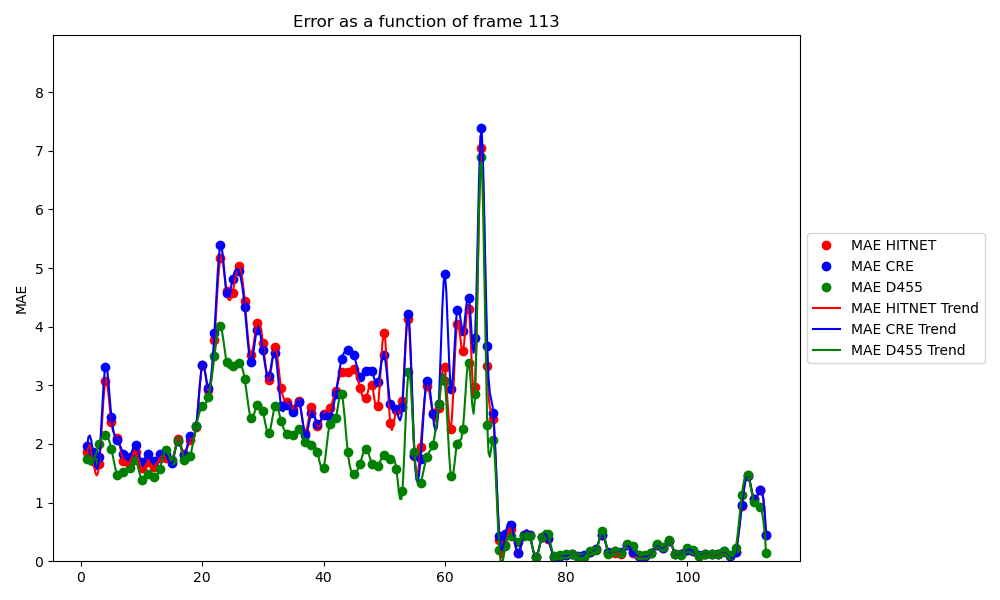 Error as a function of frame 113
MAE
8
7
6
5
4
3
2
1
0
0 20 40 60 80 100
MAE HITNET
MAE CRE
MAE D455
MAE HITNET Trend
MAE CRE Trend
MAE D455 Trend